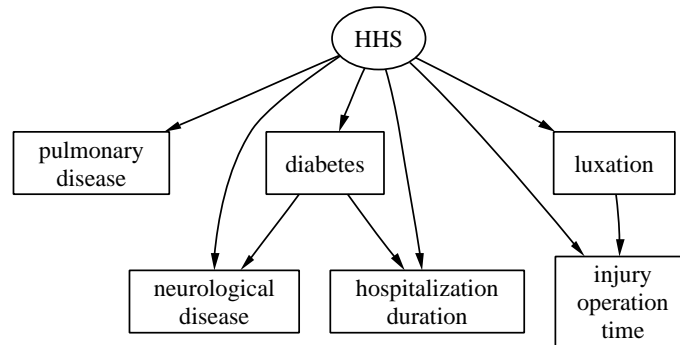 HHS
pulmonary
disease
diabetes
luxation
neurological
disease
hospitalization
duration
injury
operation
time